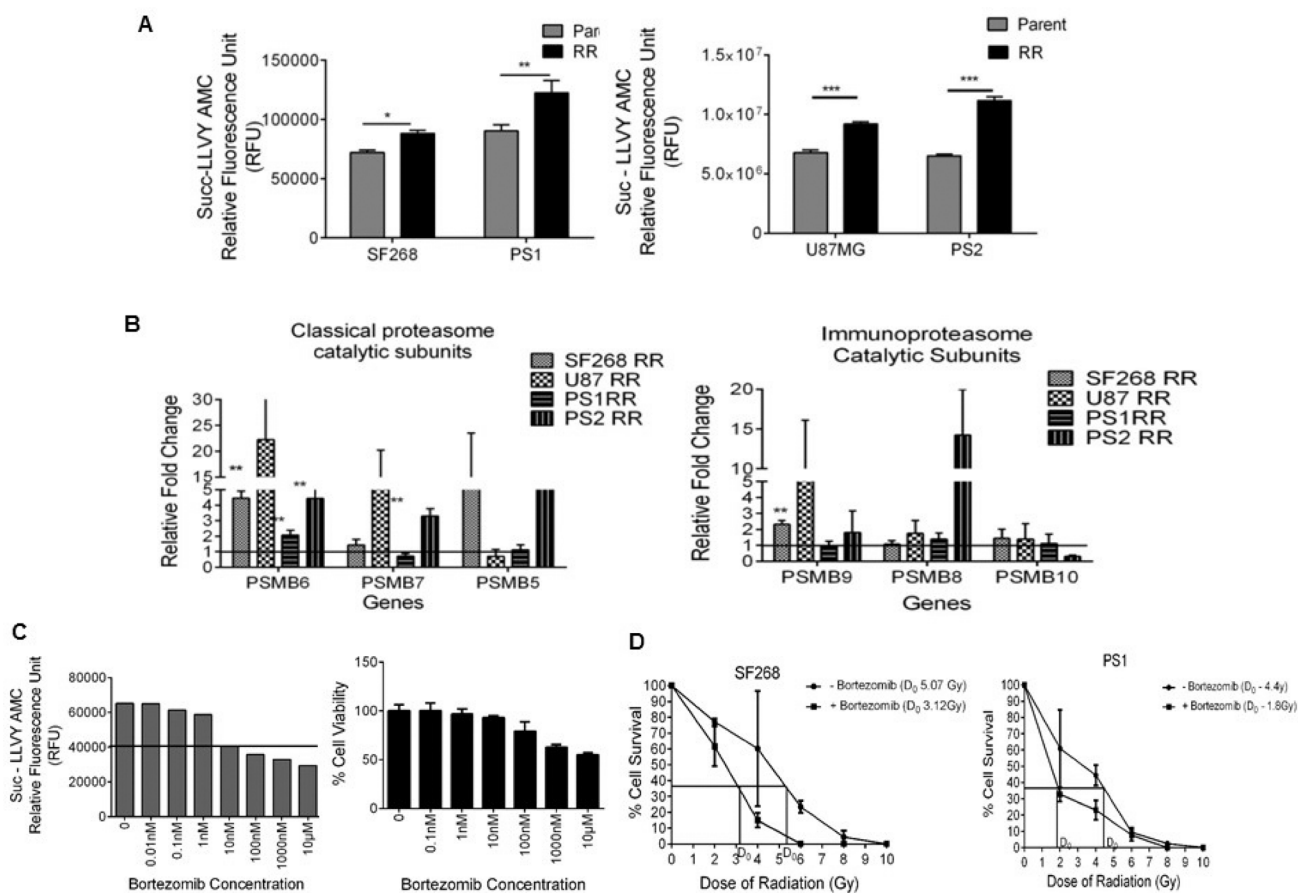 A
Succ-LLVY AMC
Relative Fluorescence Unit
(RFU)
150000
100000
50000
0
*
**
Pare
RR
SF268
PS1
Suc - LLVY AMC
Relative Fluorescence Unit
(RFU)
1.5×10⁷
1.0×10⁷
5.0×10⁶
0
***
***
Parent
RR
U87MG
PS2
B
Classical proteasome
catalytic subunits
SF268 RR
U87 RR
PS1RR
PS2 RR
Relative Fold Change
30
25
20
15
5
4
3
2
1
0
**
**
**
**
PSMB6
PSMB7
PSMB5
Genes
Immunoproteasome
Catalytic Subunits
SF268 RR
U87 RR
PS1RR
PS2 RR
Relative Fold Change
20
15
10
5
4
3
2
1
0
**
PSMB9
PSMB8
PSMB10
Genes
C
Suc - LLVY AMC
Relative Fluorescence Unit
(RFU)
80000
60000
40000
20000
0
0
0.01nM
0.1nM
1nM
10nM
100nM
1000nM
10µM
Bortezomib Concentration
% Cell Viability
150
100
50
0
0
0.1nM
1nM
10nM
100nM
1000nM
10µM
Bortezomib Concentration
D
SF268
- Bortezomib (D₀ 5.07 Gy)
+ Bortezomib (D₀ 3.12Gy)
% Cell Survival
100
90
80
70
60
50
40
30
20
10
0
D₀
D₀
0
2
4
6
8
10
Dose of Radiation (Gy)
PS1
- Bortezomib (D₀ - 4.4y)
+ Bortezomib (D₀ - 1.8Gy)
% Cell Survival
100
90
80
70
60
50
40
30
20
10
0
D₀
D₀
0
1
2
3
4
5
6
7
8
9
10
Dose of Radiation (Gy)